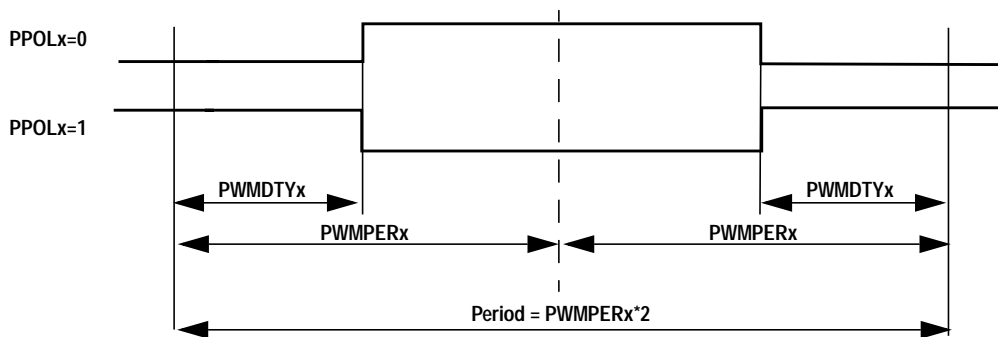 PPOLx=0
PPOLx=1
PWMDTYx PWMDTYx
PWMPERx PWMPERx
Period = PWMPERx*2